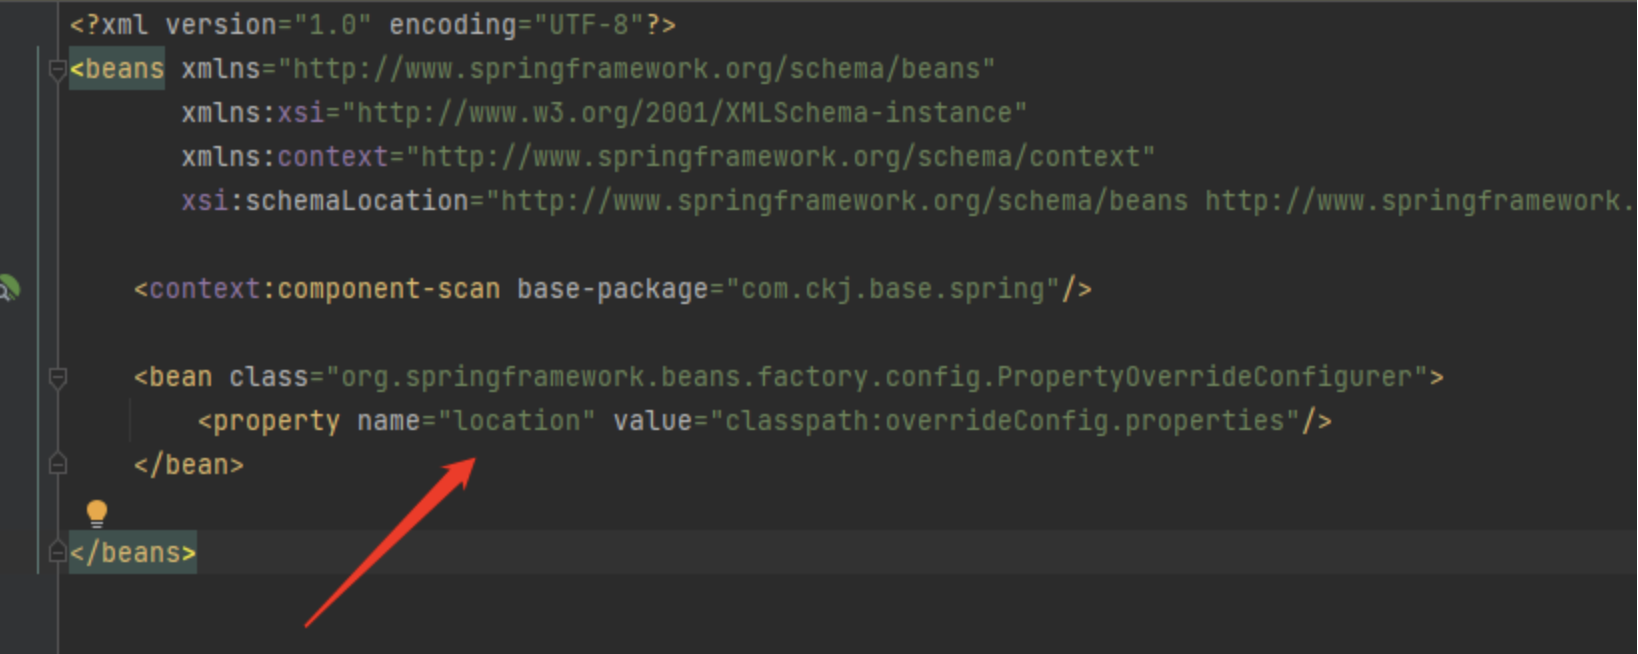 <?xml version="1.0" encoding="UTF-8"?>
<beans xmlns="http://www.springframework.org/schema/beans"
xmlns:xsi="http://www.w3.org/2001/XMLSchema-instance"
xmlns:context="http://www.springframework.org/schema/context"
xsi:schemaLocation="http://www.springframework.org/schema/beans http://www.springframework.
<context:component-scan base-package="com.ckj.base.spring"/>
<bean class="org.springframework.beans.factory.config.PropertyOverrideConfigurer">
<property name="location" value="classpath:overrideConfig.properties"/>
</bean>
</beans>